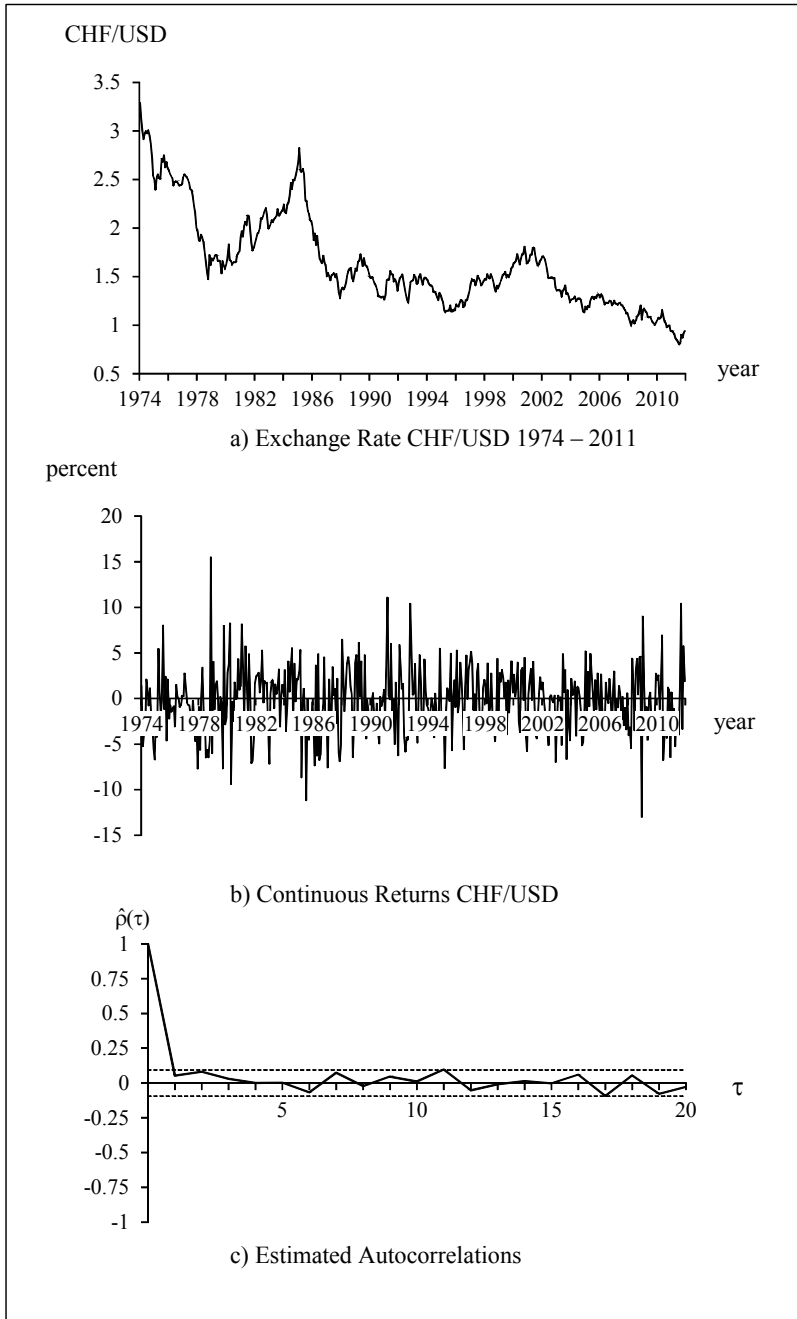 CHF/USD
3.5
3
2.5
2
1.5
1
0.5
year
1974 1978 1982 1986 1990 1994 1998 2002 2006 2010
a) Exchange Rate CHF/USD 1974 – 2011
percent
20
15
10
5
0
1974 1978 1982 1986 1990 1994 1998 2002 2006 2010
year
-5
-10
-15
b) Continuous Returns CHF/USD
ρ̂(τ)
1
0.75
0.5
0.25
0
5 10 15 20
τ
-0.25
-0.5
-0.75
-1
c) Estimated Autocorrelations